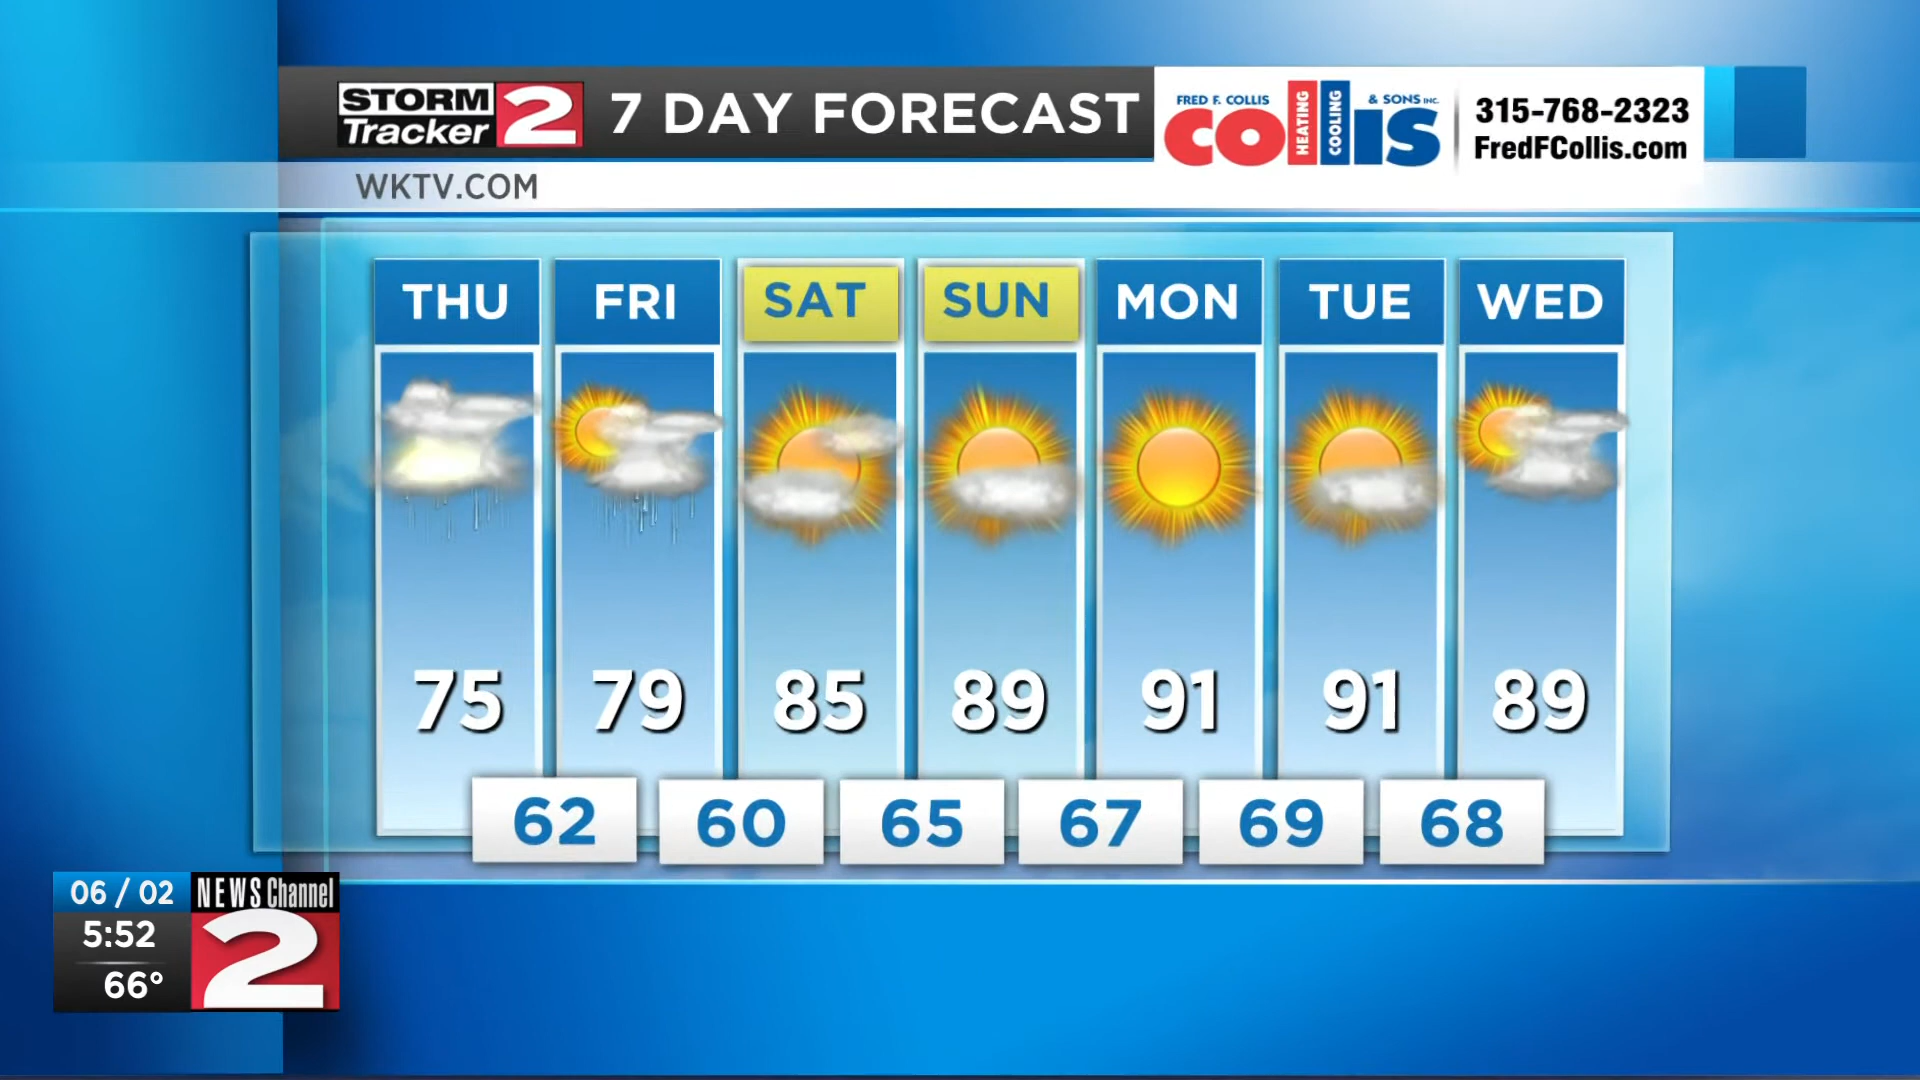 STORM
Tracker 2
7 DAY FORECAST
FRED F. COLLIS
& SONS INC.
COLLIS
HEATING
COOLING
315-768-2323
FredFCollis.com
WKTV.COM
THU FRI SAT SUN MON TUE WED
75 79 85 89 91 91 89
62 60 65 67 69 68
06 / 02
5:52
66°
NEWS Channel
2